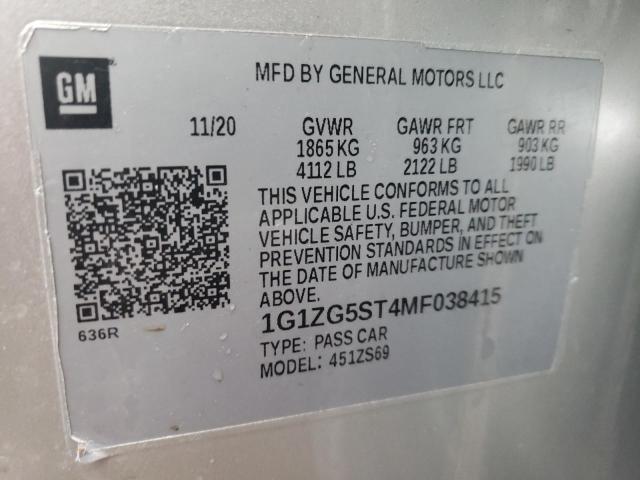 GM
MFD BY GENERAL MOTORS LLC
11/20 GVWR GAWR FRT GAWR RR
1865 KG 963 KG 903 KG
4112 LB 2122 LB 1990 LB
THIS VEHICLE CONFORMS TO ALL
APPLICABLE U.S. FEDERAL MOTOR
VEHICLE SAFETY, BUMPER, AND THEFT
PREVENTION STANDARDS IN EFFECT ON
THE DATE OF MANUFACTURE SHOWN
ABOVE.
1G1ZG5ST4MF038415
636R
TYPE: PASS CAR
MODEL: 451ZS69